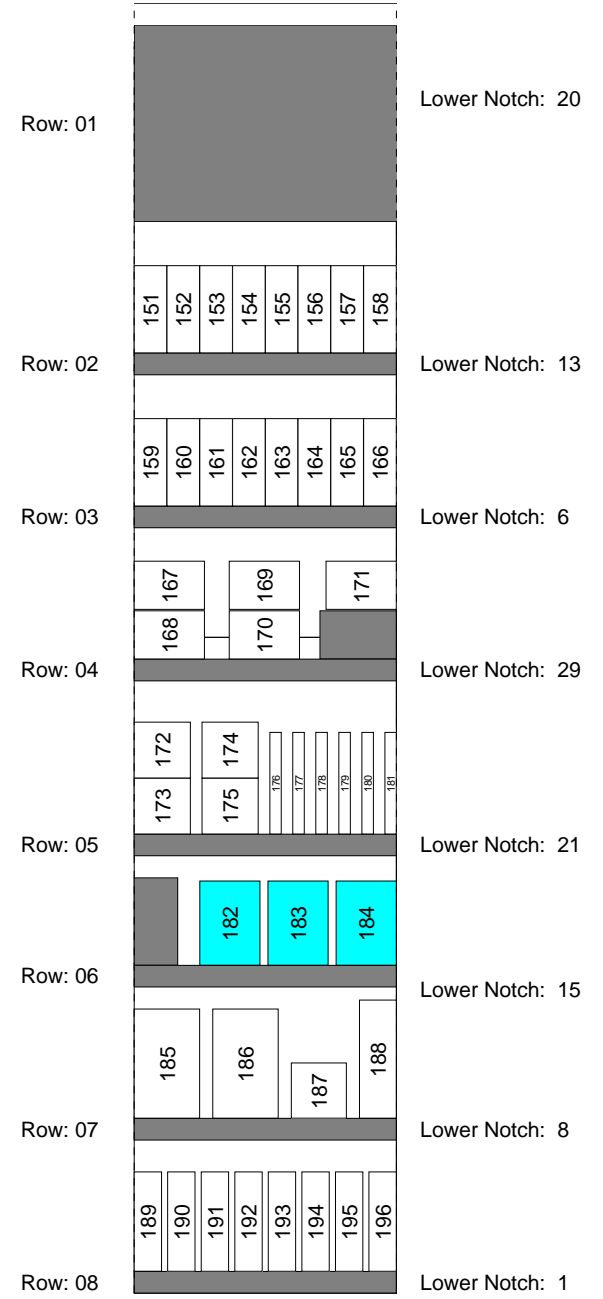 Row: 01 Lower Notch: 20
151 152 153 154 155 156 157 158
Row: 02 Lower Notch: 13
159 160 161 162 163 164 165 166
Row: 03 Lower Notch: 6
167 169 171
168 170
Row: 04 Lower Notch: 29
172 174
173 175 176 177 178 179 180 181
Row: 05 Lower Notch: 21
182 183 184
Row: 06 Lower Notch: 15
185 186 187 188
Row: 07 Lower Notch: 8
189 190 191 192 193 194 195 196
Row: 08 Lower Notch: 1